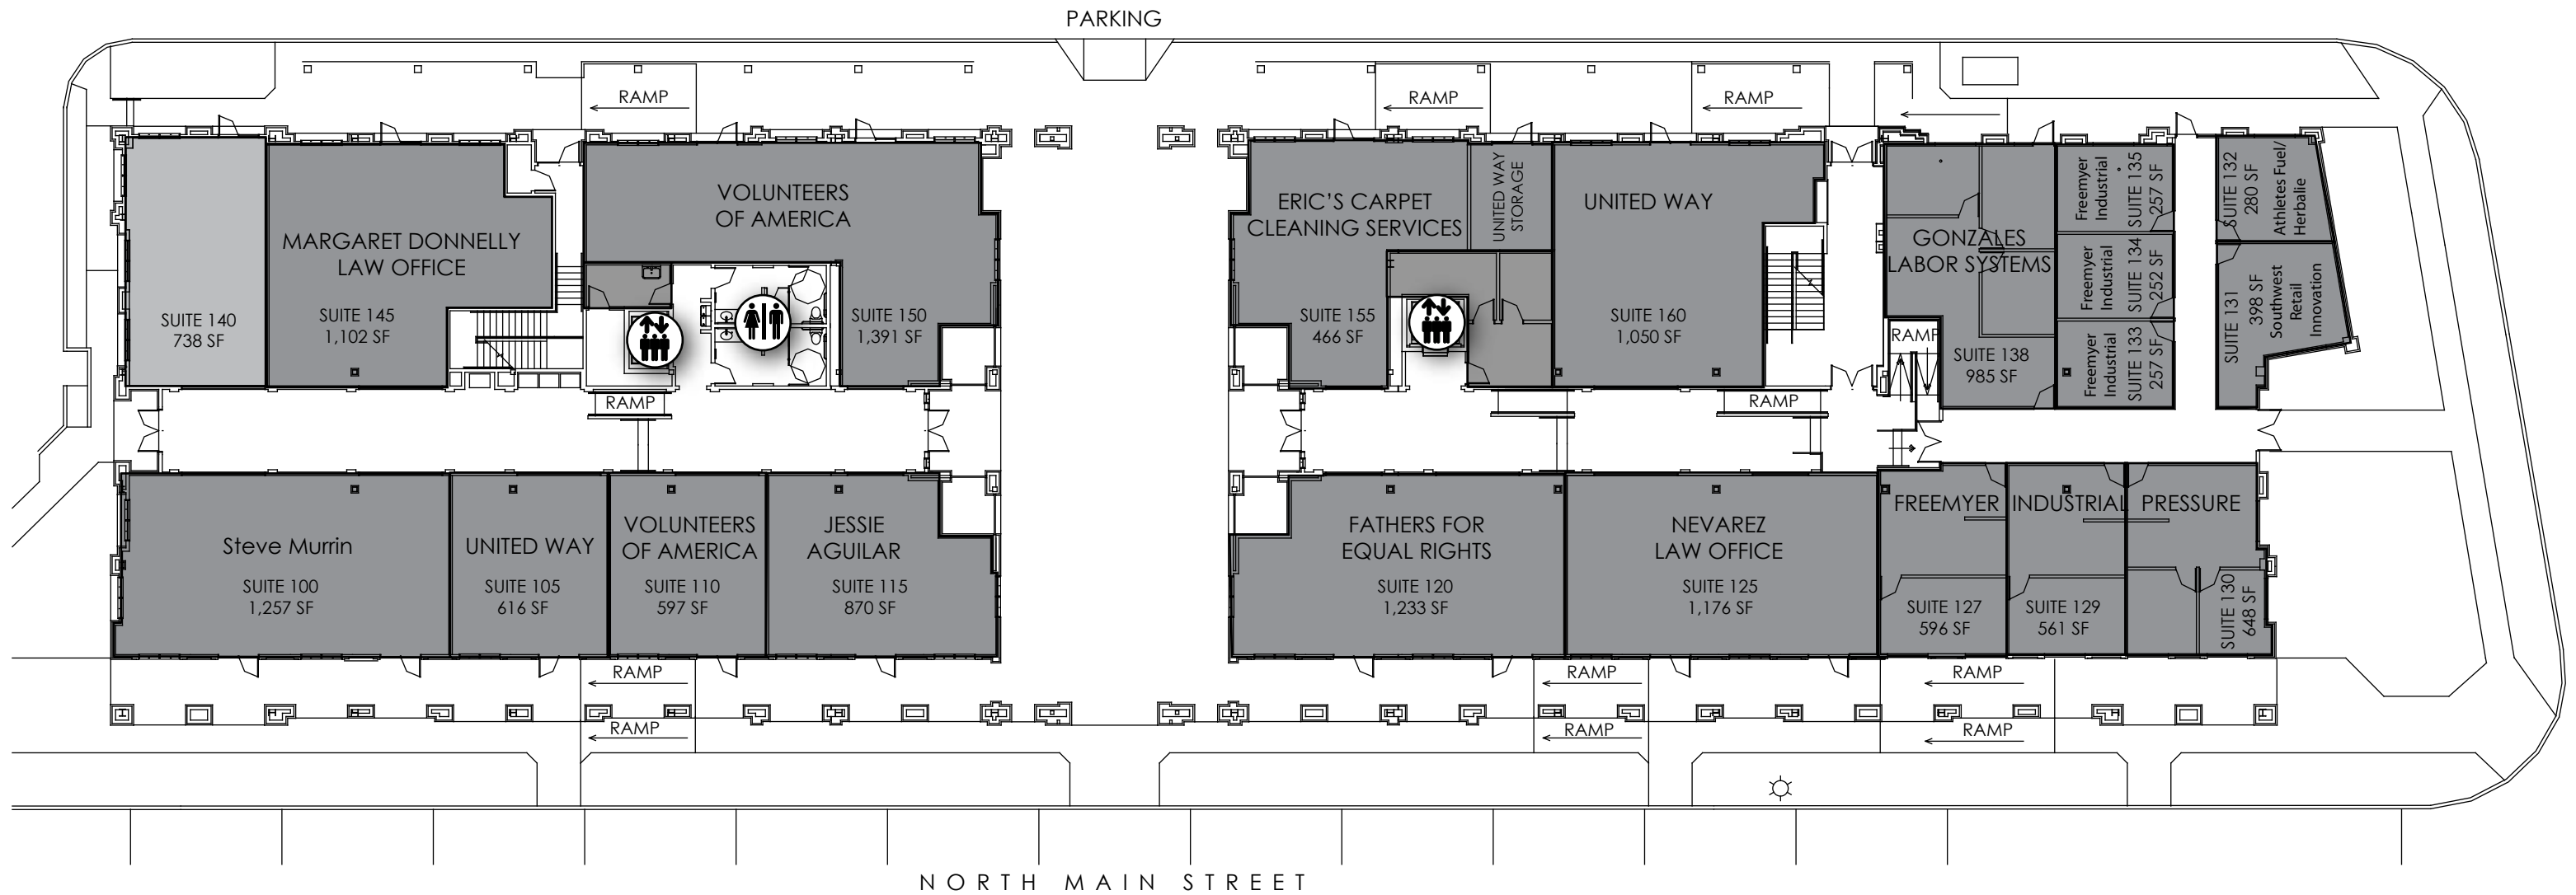 PARKING
RAMP
RAMP
RAMP
SUITE 140
738 SF
MARGARET DONNELLY
LAW OFFICE
SUITE 145
1,102 SF
VOLUNTEERS
OF AMERICA
SUITE 150
1,391 SF
RAMP
ERIC'S CARPET
CLEANING SERVICES
SUITE 155
466 SF
UNITED WAY
STORAGE
UNITED WAY
SUITE 160
1,050 SF
RAMP
GONZALES
LABOR SYSTEMS
SUITE 138
985 SF
RAMP
Freemyer
Industrial
SUITE 135
257 SF
Freemyer
Industrial
SUITE 134
252 SF
Freemyer
Industrial
SUITE 133
257 SF
SUITE 132
280 SF
Athletes Fuel/
Herbalie
SUITE 131
398 SF
Southwest
Retail
Innovation
Steve Murrin
SUITE 100
1,257 SF
UNITED WAY
SUITE 105
616 SF
VOLUNTEERS
OF AMERICA
SUITE 110
597 SF
JESSIE
AGUILAR
SUITE 115
870 SF
FATHERS FOR
EQUAL RIGHTS
SUITE 120
1,233 SF
NEVAREZ
LAW OFFICE
SUITE 125
1,176 SF
FREEMYER INDUSTRIAL PRESSURE
SUITE 127
596 SF
SUITE 129
561 SF
SUITE 130
648 SF
RAMP
RAMP
RAMP
RAMP
RAMP
RAMP
NORTH MAIN STREET